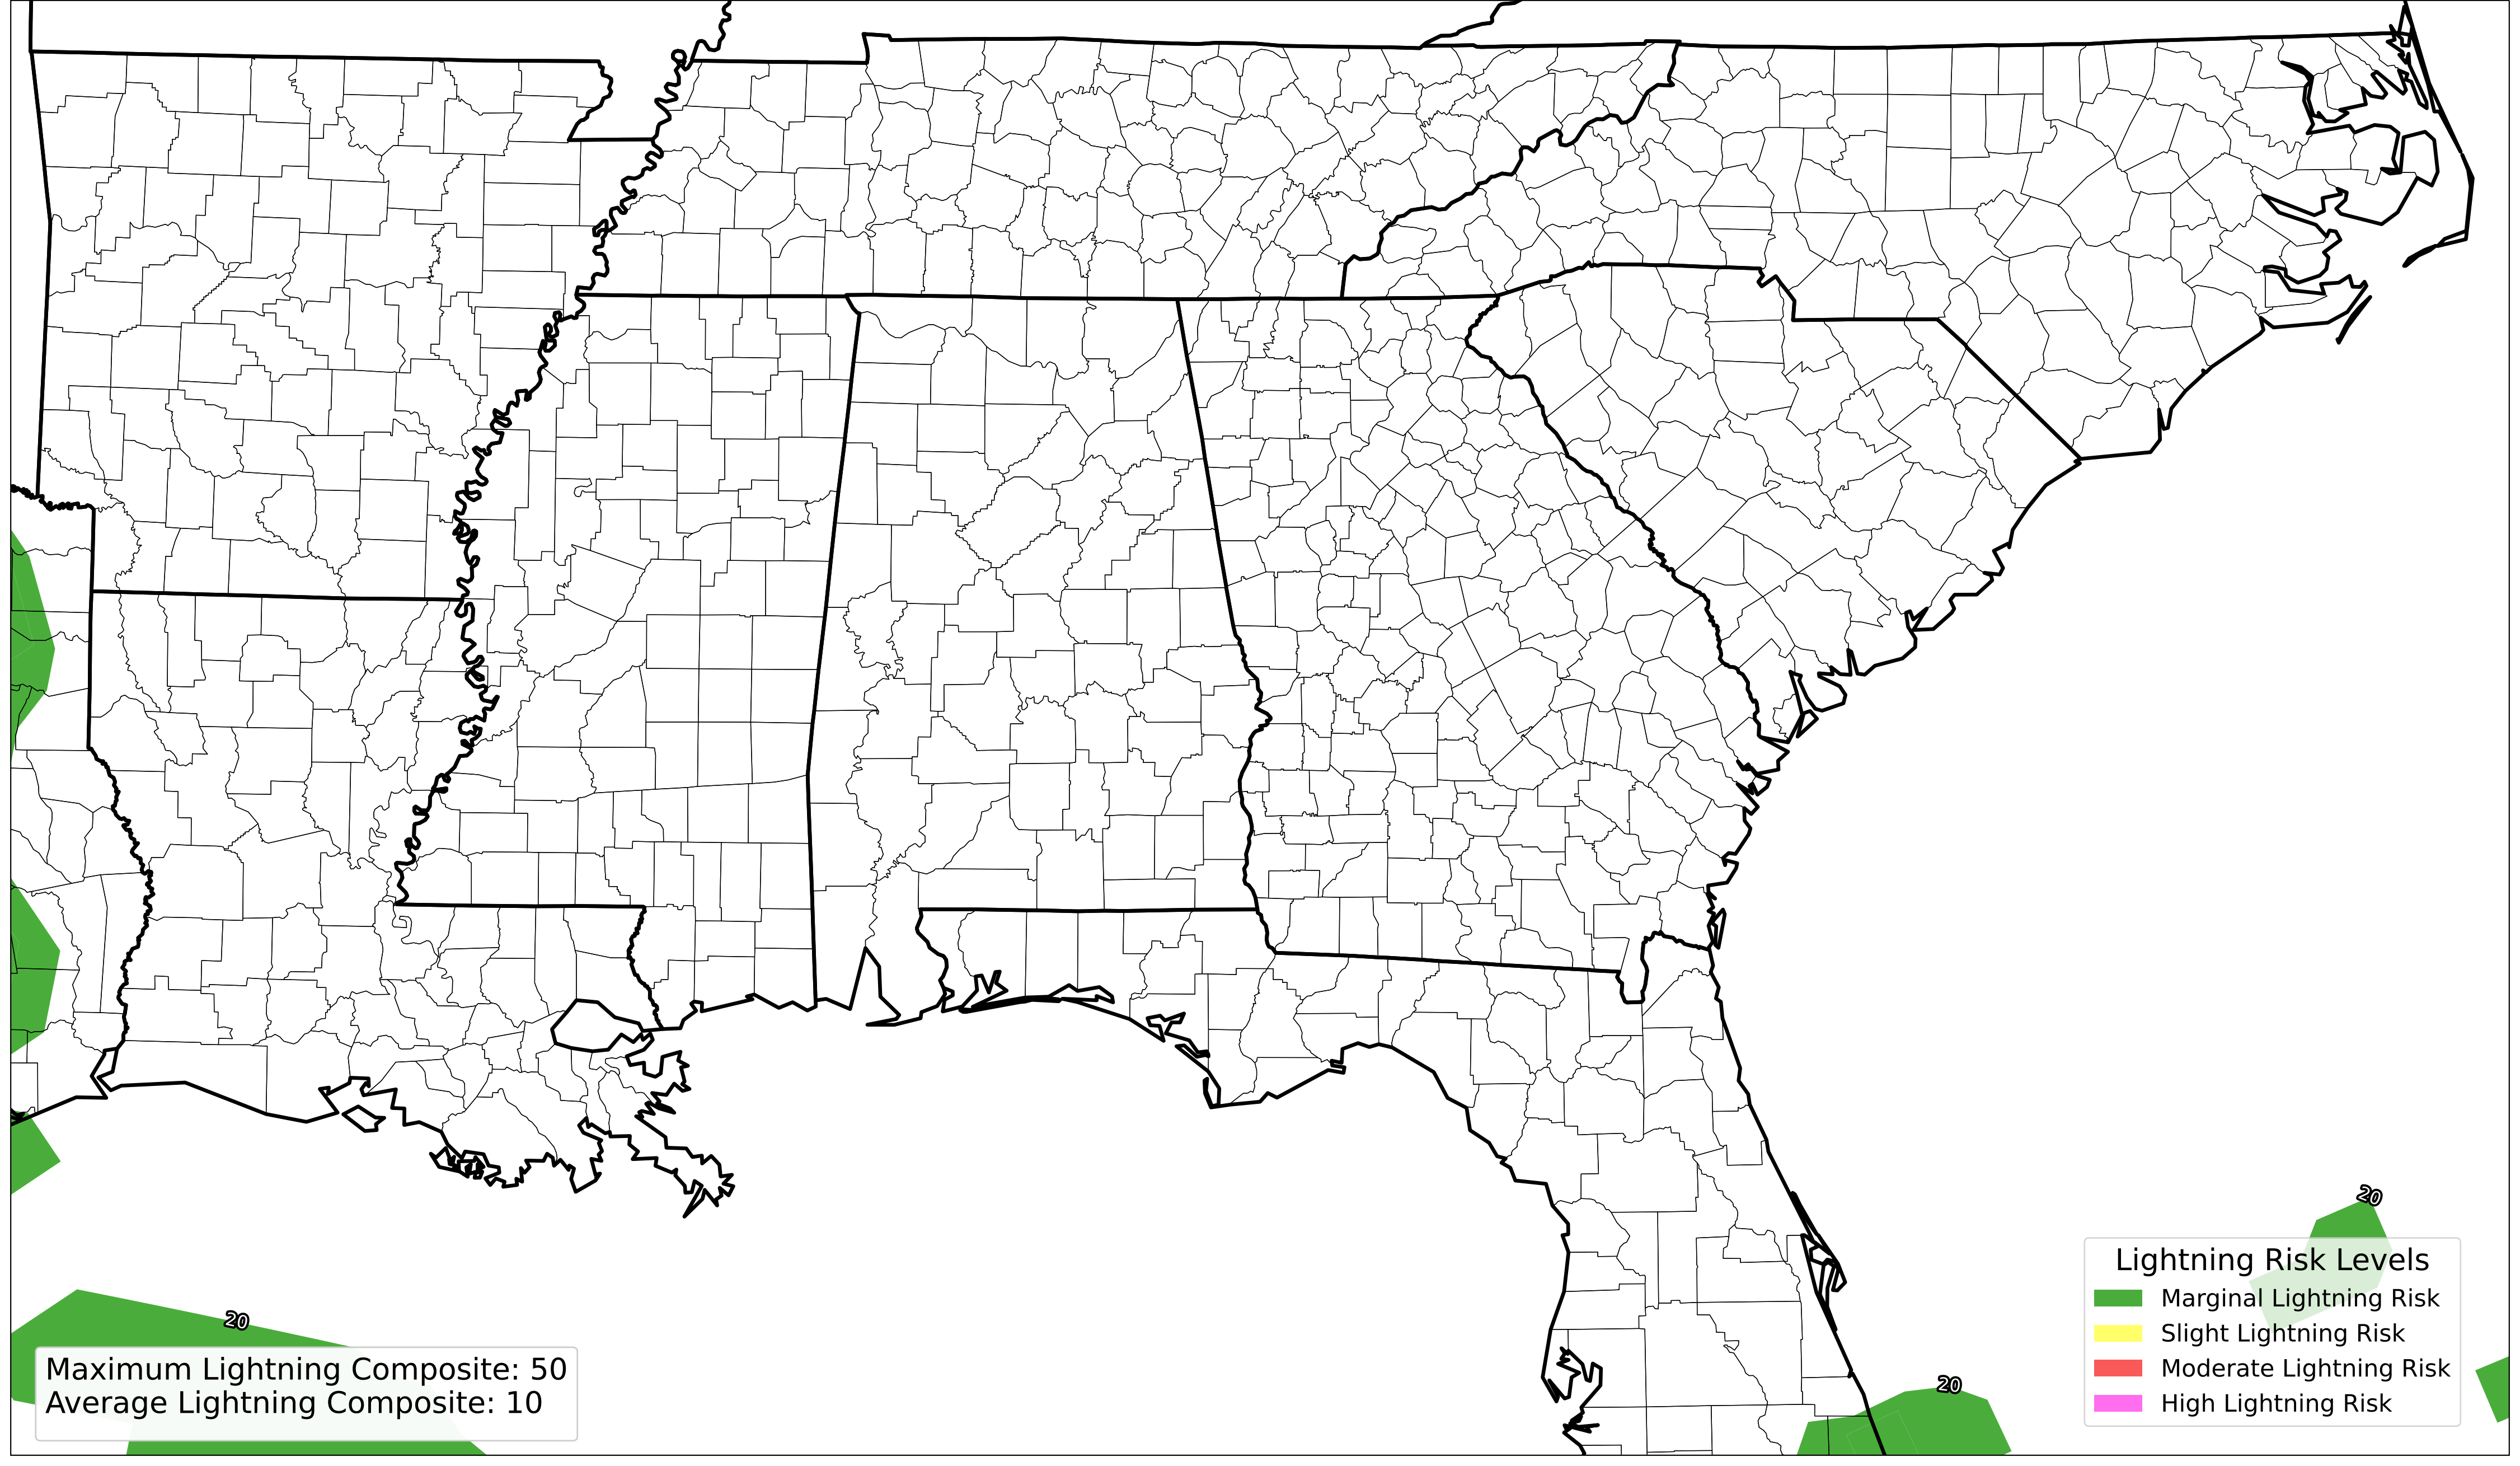 20
Lightning Risk Levels
Marginal Lightning Risk
Slight Lightning Risk
Moderate Lightning Risk
High Lightning Risk
20
Maximum Lightning Composite: 50
Average Lightning Composite: 10
20